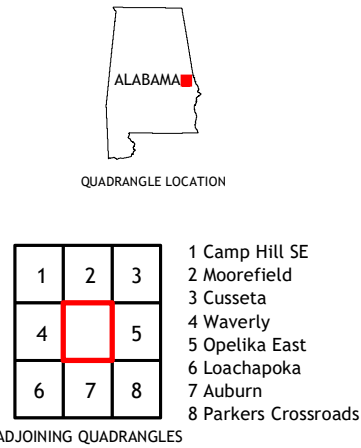 ALABAMA
QUADRANGLE LOCATION
1 2 3
4 5
6 7 8
1 Camp Hill SE
2 Moorefield
3 Cusseta
4 Waverly
5 Opelika East
6 Loachapoka
7 Auburn
8 Parkers Crossroads
ADJOINING QUADRANGLES